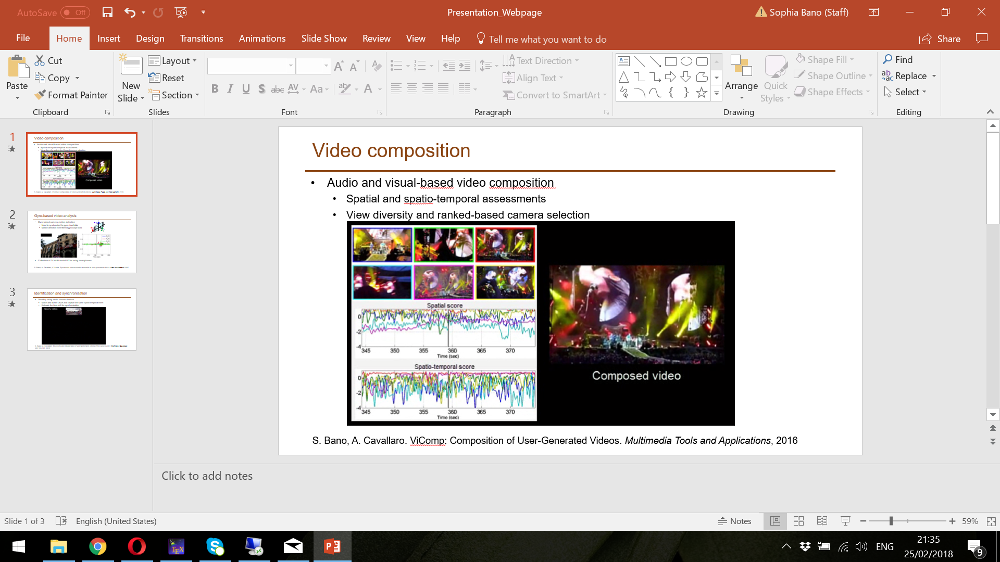 AutoSave Off
Presentation_Webpage
Sophia Bano (Staff)
File Home Insert Design Transitions Animations Slide Show Review View Help Tell me what you want to do Share
Paste
Cut
Copy
Format Painter
Clipboard
New Slide
Layout
Reset
Section
Slides
B I U S abc AV Aa A
Font
Text Direction
Align Text
Convert to SmartArt
Paragraph
Arrange
Quick Styles
Shape Fill
Shape Outline
Shape Effects
Drawing
Find
Replace
Select
Editing
1
Video composition
2
Gyro-based video analysis
3
Identification and synchronisation
Video composition
• Audio and visual-based video composition
• Spatial and spatio-temporal assessments
• View diversity and ranked-based camera selection
Spatial score
0
-2
-4
345 350 355 360 365 370
Time (sec)
Spatio-temporal score
0
-2
-4
345 350 355 360 365 370
Time (sec)
Composed video
S. Bano, A. Cavallaro. ViComp: Composition of User-Generated Videos. Multimedia Tools and Applications, 2016
Click to add notes
Slide 1 of 3 English (United States) Notes 59%
ENG
21:35
25/02/2018
9